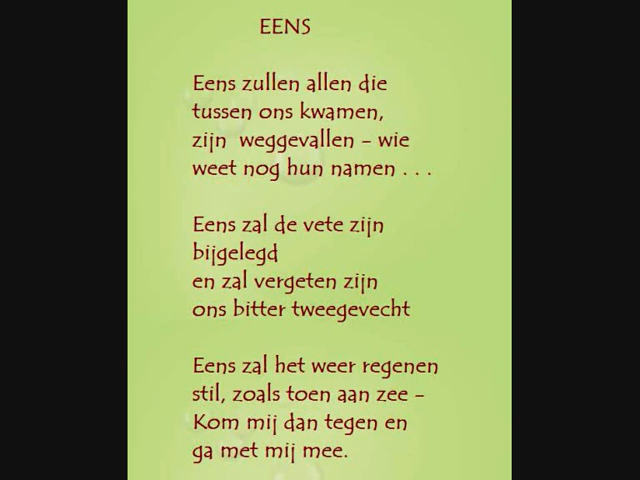 EENS
Eens zullen allen die
tussen ons kwamen,
zijn weggevallen – wie
weet nog hun namen . . .
Eens zal de vete zijn
bijgelegd
en zal vergeten zijn
ons bitter tweegevecht
Eens zal het weer regenen
stil, zoals toen aan zee –
Kom mij dan tegen en
ga met mij mee.